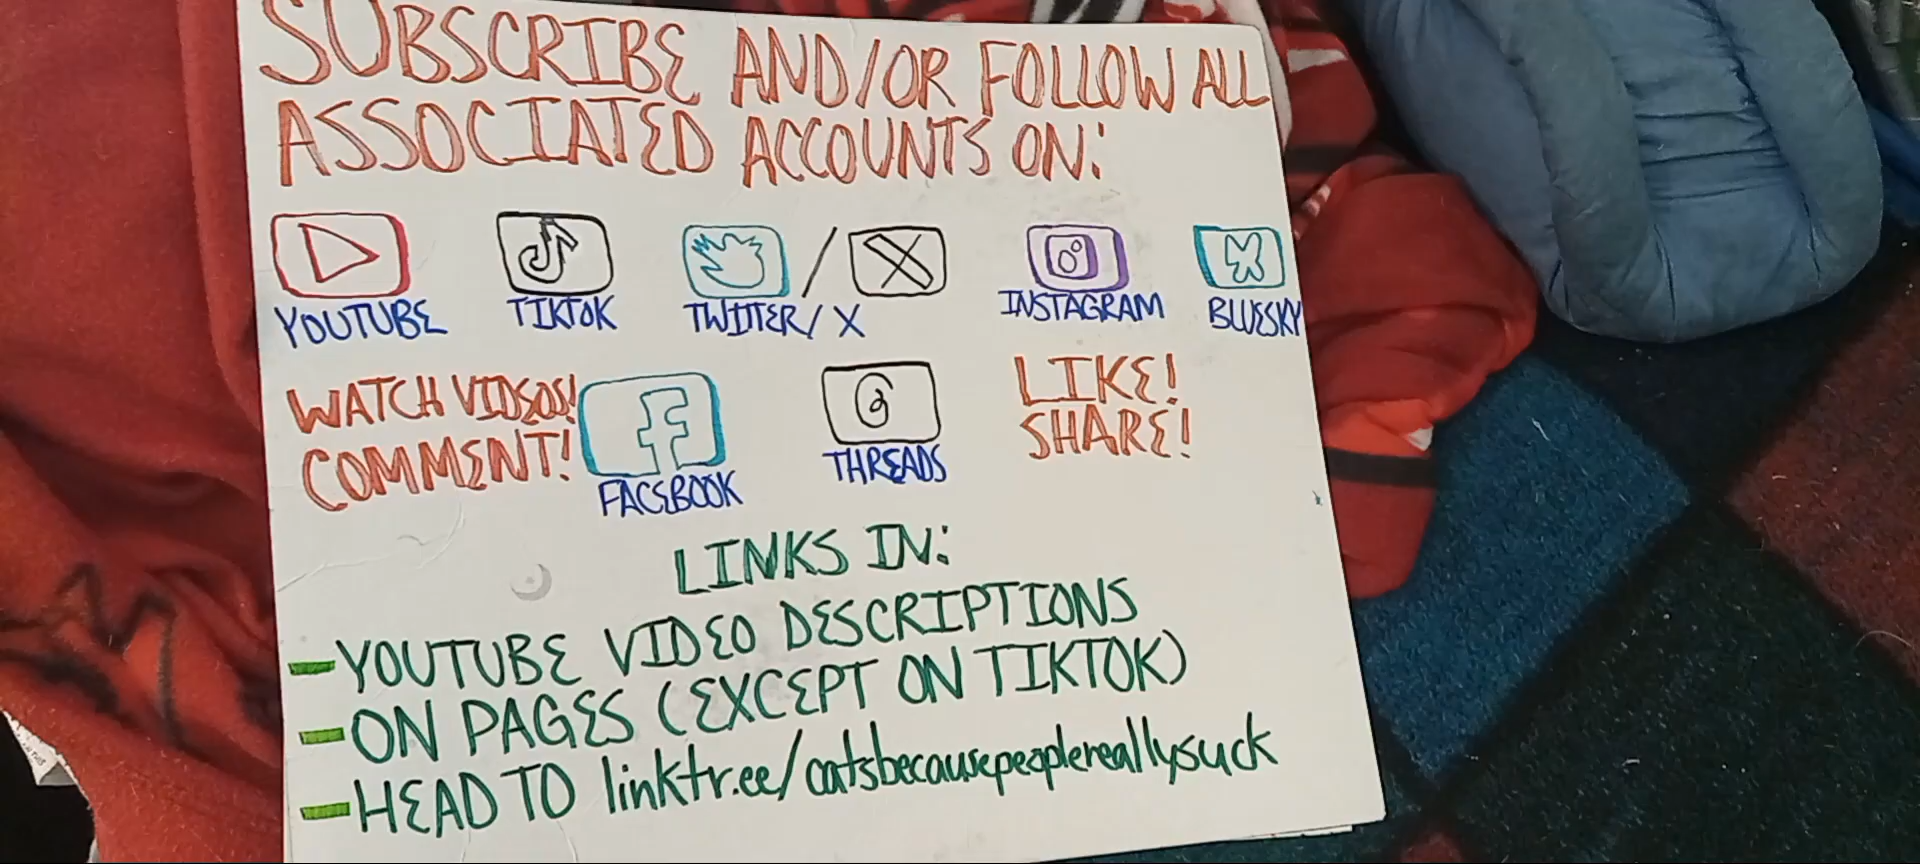 SUBSCRIBE AND/OR FOLLOW ALL
ASSOCIATED ACCOUNTS ON:
YOUTUBE TIKTOK TWITTER/X INSTAGRAM BLUESKY
WATCH VIDEOS!
COMMENT!
FACEBOOK THREADS
LIKE!
SHARE!
LINKS IN:
-YOUTUBE VIDEO DESCRIPTIONS
-ON PAGES (EXCEPT ON TIKTOK)
-HEAD TO linktr.ee/catsbecausepeoplereallysuck